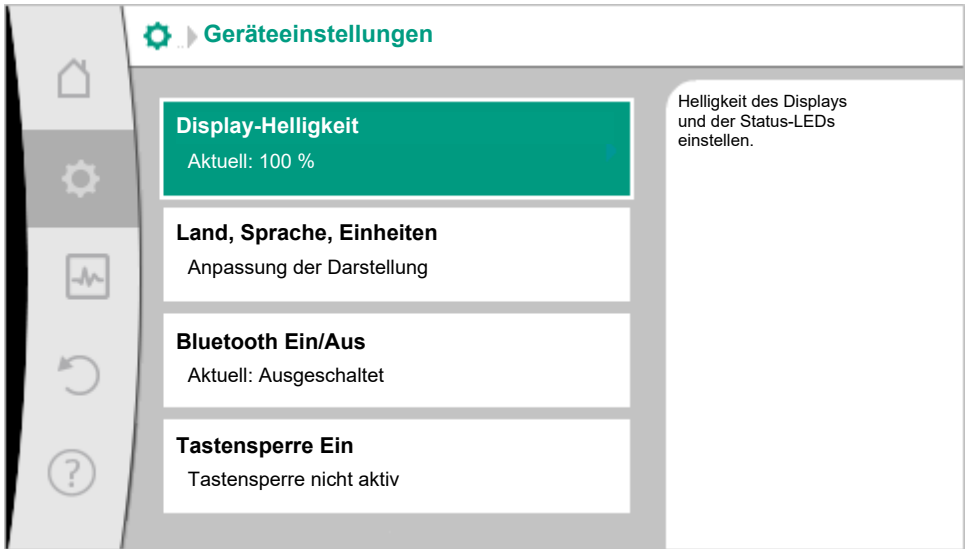 Geräteeinstellungen
Display-Helligkeit
Aktuell: 100 %
Land, Sprache, Einheiten
Anpassung der Darstellung
Bluetooth Ein/Aus
Aktuell: Ausgeschaltet
Tastensperre Ein
Tastensperre nicht aktiv
Helligkeit des Displays
und der Status-LEDs
einstellen.
?